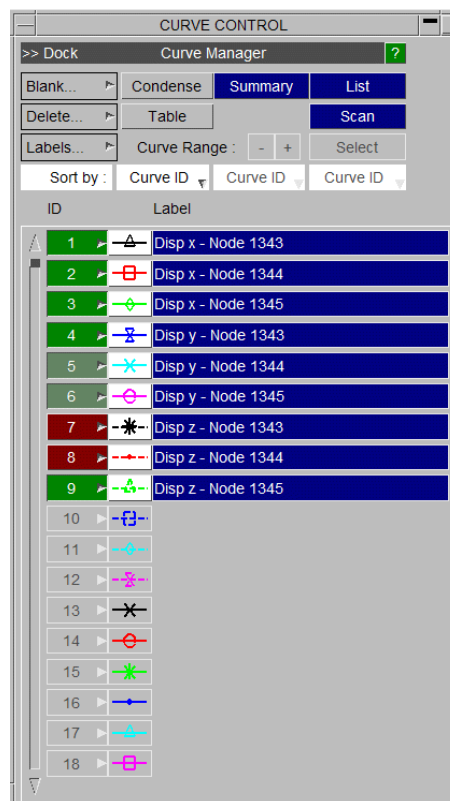 CURVE CONTROL
>> Dock Curve Manager ?
Blank... Condense Summary List
Delete... Table Scan
Labels... Curve Range : - + Select
Sort by : Curve ID Curve ID Curve ID
ID Label
1 Disp x - Node 1343
2 Disp x - Node 1344
3 Disp x - Node 1345
4 Disp y - Node 1343
5 Disp y - Node 1344
6 Disp y - Node 1345
7 Disp z - Node 1343
8 Disp z - Node 1344
9 Disp z - Node 1345
10
11
12
13
14
15
16
17
18